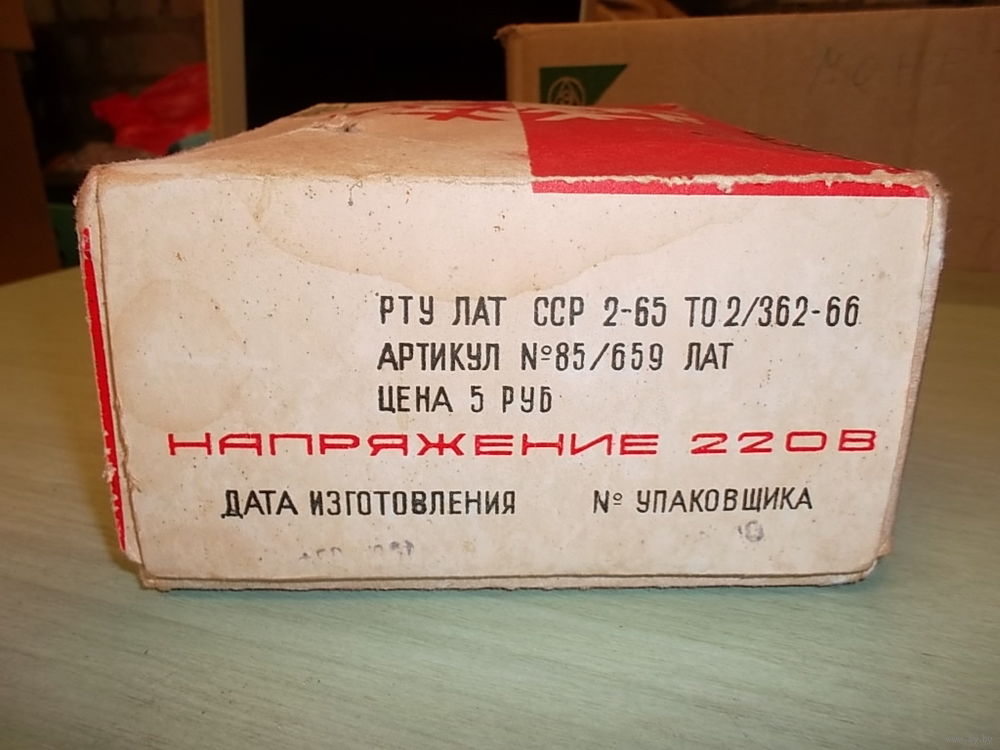 РТУ ЛАТ ССР 2-65 ТО 2/362-66
АРТИКУЛ №85/659 ЛАТ
ЦЕНА 5 РУБ
НАПРЯЖЕНИЕ 220В
ДАТА ИЗГОТОВЛЕНИЯ № УПАКОВЩИКА